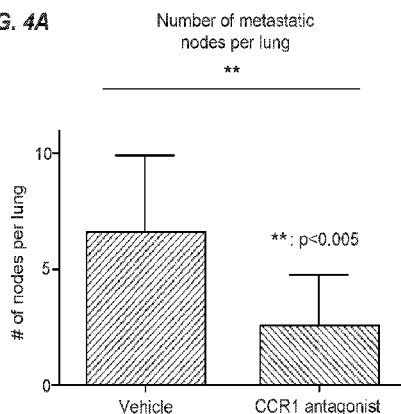 G. 4A
Number of metastatic
nodes per lung
**
# of nodes per lung
10
5
0
**: p<0.005
Vehicle
CCR1 antagonist